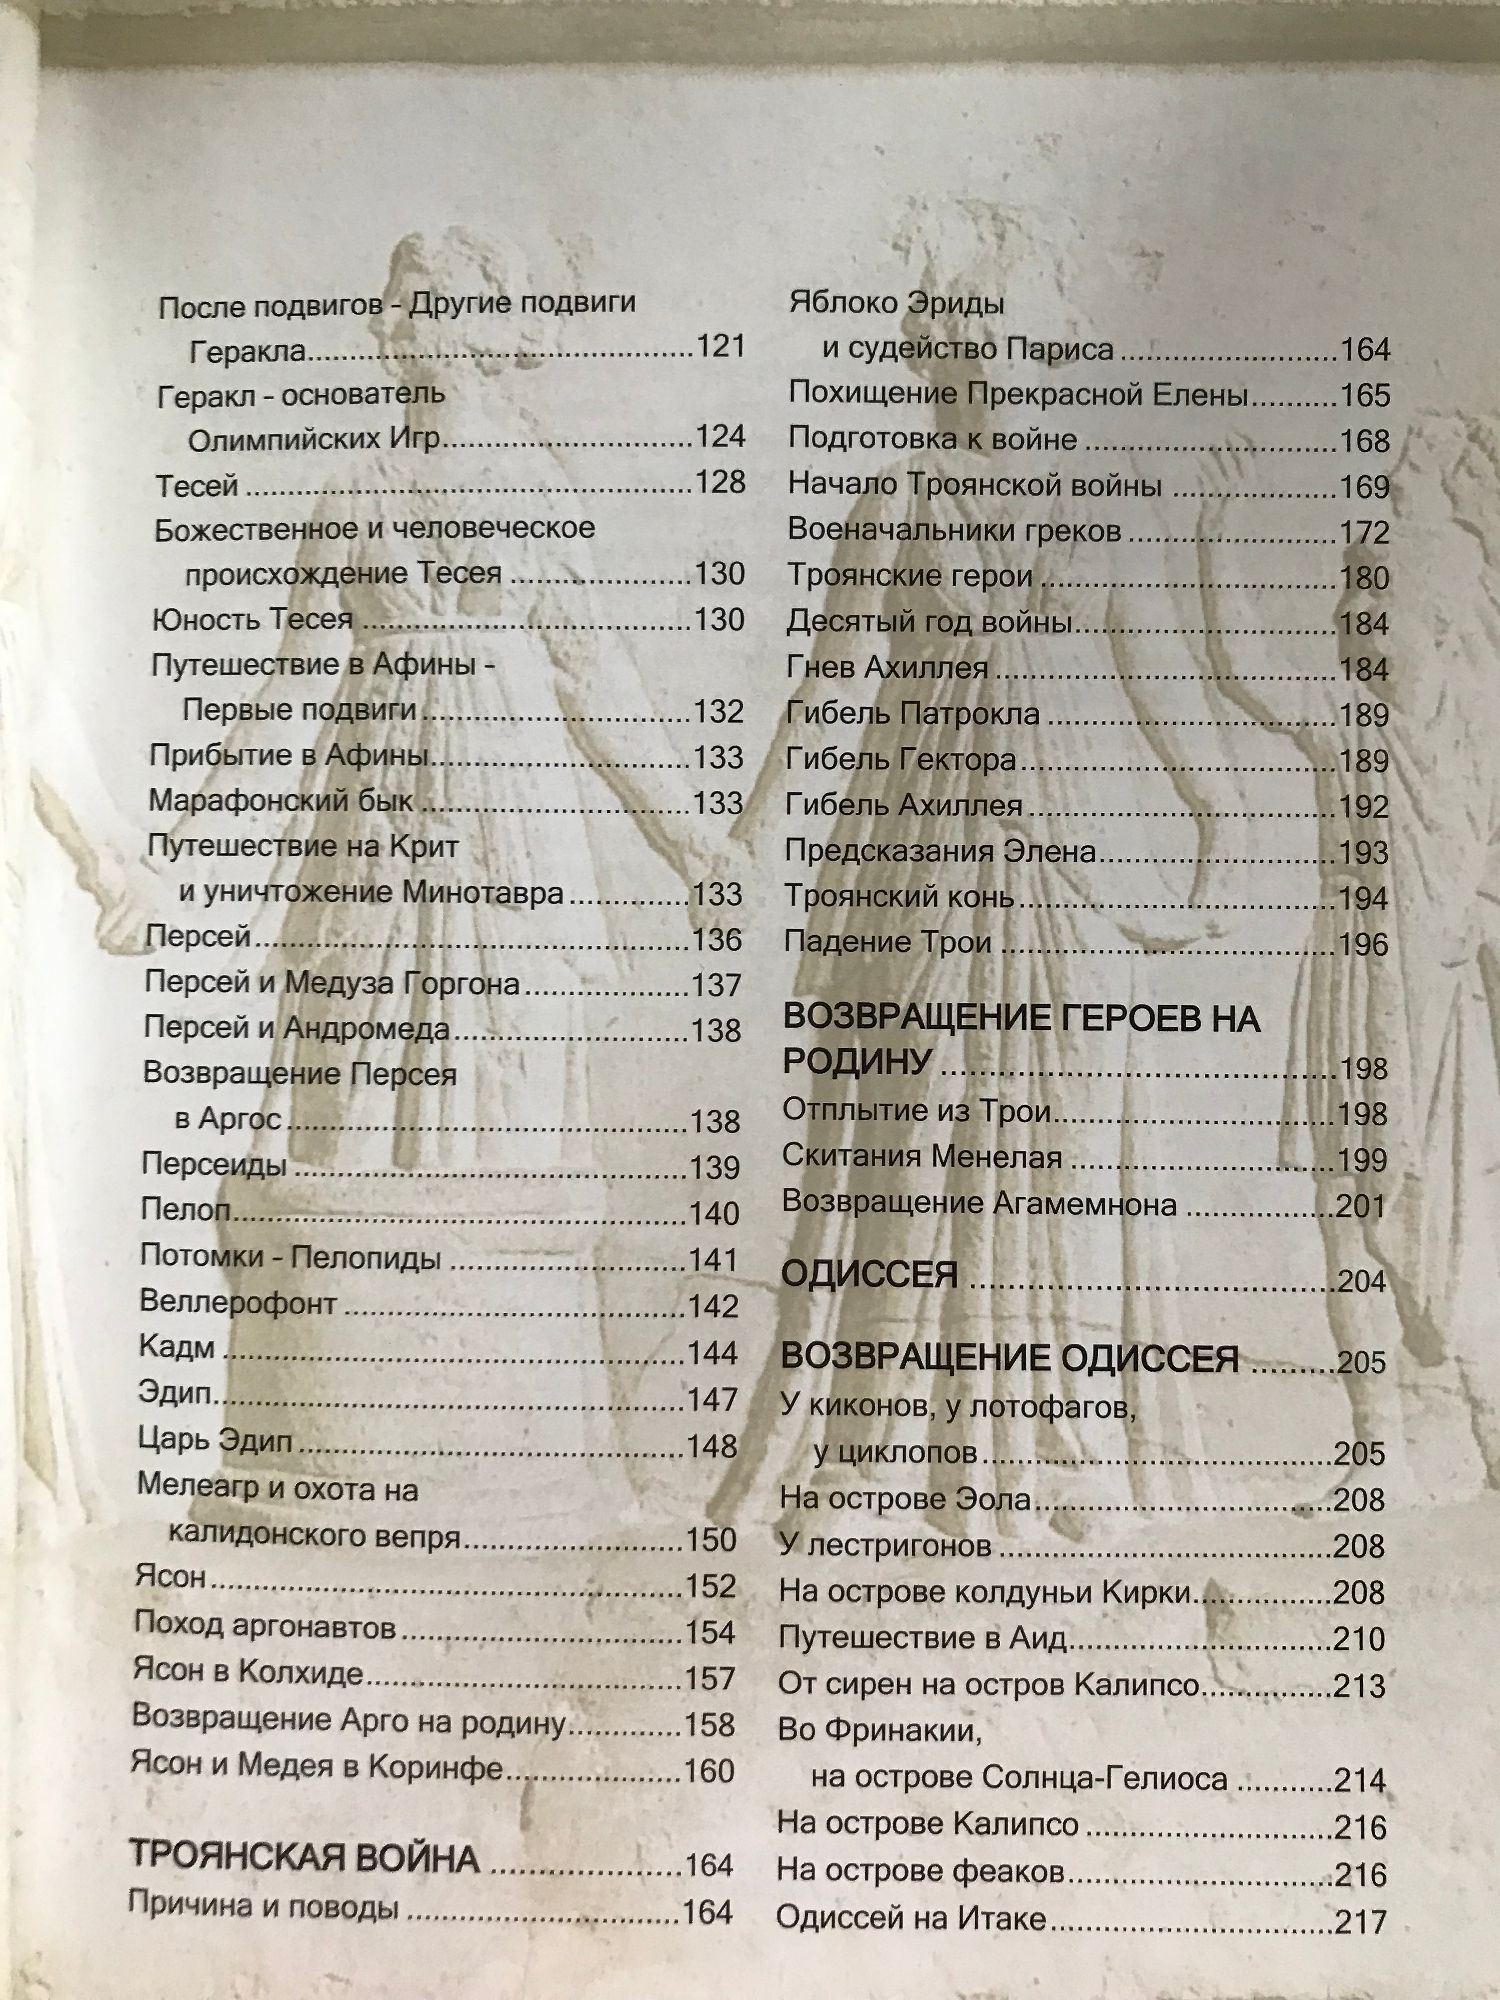 После подвигов - Другие подвиги
Геракла..............................................121
Геракл - основатель
Олимпийских Игр..............................124
Тесей .....................................................128
Божественное и человеческое
происхождение Тесея ......................130
Юность Тесея .......................................130
Путешествие в Афины -
Первые подвиги................................132
Прибытие в Афины...............................133
Марафонский бык ................................133
Путешествие на Крит
и уничтожение Минотавра ..............133
Персей....................................................136
Персей и Медуза Горгона...................137
Персей и Андромеда............................138
Возвращение Персея
в Аргос ................................................138
Персеиды ...............................................139
Пелоп......................................................140
Потомки - Пелопиды ............................141
Веллерофонт .........................................142
Кадм .......................................................144
Эдип........................................................147
Царь Эдип ..............................................148
Мелеагр и охота на
калидонского вепря..........................150
Ясон ........................................................152
Поход аргонавтов .................................154
Ясон в Колхиде......................................157
Возвращение Арго на родину.............158
Ясон и Медея в Коринфе.....................160
ТРОЯНСКАЯ ВОЙНА .......................164
Причина и поводы ................................164
Яблоко Эриды
и судейство Париса ..........................164
Похищение Прекрасной Елены..........165
Подготовка к войне ..............................168
Начало Троянской войны ....................169
Военачальники греков .........................172
Троянские герои ....................................180
Десятый год войны...............................184
Гнев Ахиллея .........................................184
Гибель Патрокла ...................................189
Гибель Гектора......................................189
Гибель Ахиллея .....................................192
Предсказания Элена............................193
Троянский конь......................................194
Падение Трои ........................................196
ВОЗВРАЩЕНИЕ ГЕРОЕВ НА
РОДИНУ ..............................................198
Отплытие из Трои..................................198
Скитания Менелая ................................199
Возвращение Агамемнона ..................201
ОДИССЕЯ ...........................................204
ВОЗВРАЩЕНИЕ ОДИССЕЯ ..........205
У киконов, у лотофагов,
у циклопов..........................................205
На острове Эола....................................208
У лестригонов ........................................208
На острове колдуньи Кирки................208
Путешествие в Аид...............................210
От сирен на остров Калипсо...............213
Во Фринакии,
на острове Солнца-Гелиоса ...........214
На острове Калипсо .............................216
На острове феаков................................216
Одиссей на Итаке..................................217